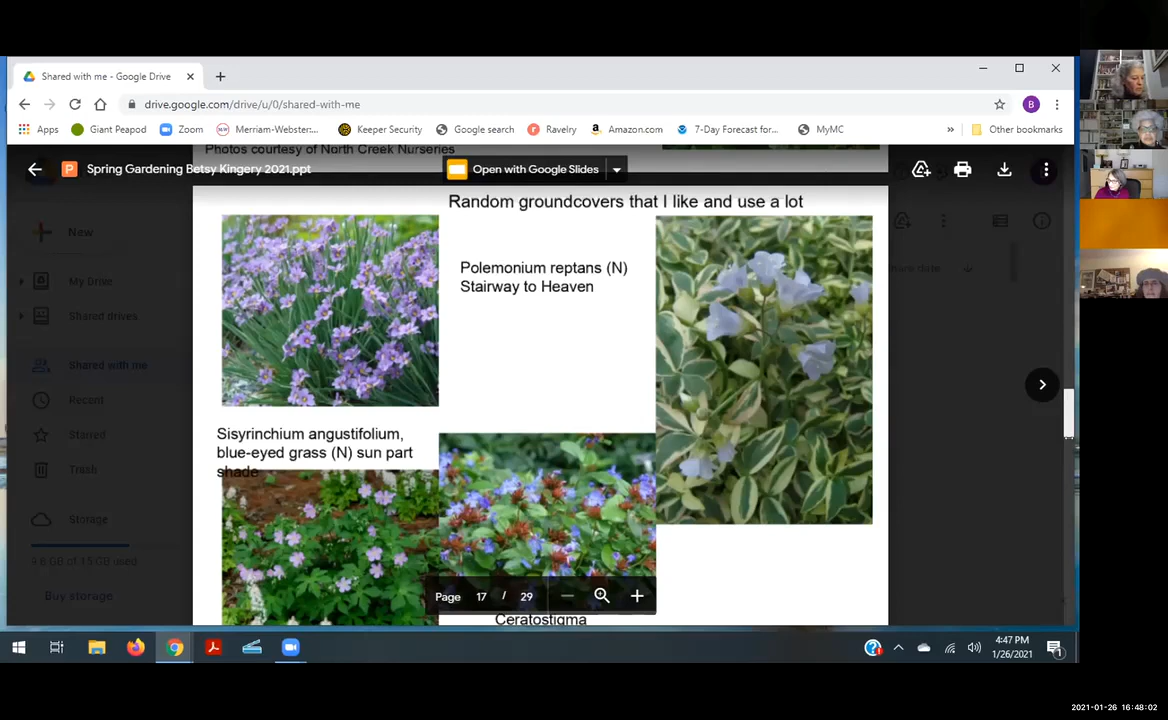 Shared with me - Google Drive
drive.google.com/drive/u/0/shared-with-me
B
Apps
Giant Peapod
Zoom
Merriam-Webster:...
Keeper Security
Google search
Ravelry
Amazon.com
7-Day Forecast for...
MyMC
Other bookmarks
Photos courtesy of North Creek Nurseries
P
Spring Gardening Betsy Kingery 2021.ppt
Open with Google Slides
Random groundcovers that I like and use a lot
New
Polemonium reptans (N)
Stairway to Heaven
My Drive
Shared drives
Shared with me
Recent
Starred
Trash
Storage
Buy storage
hare date
Sisyrinchium angustifolium,
blue-eyed grass (N) sun part
shade
Page 17 / 29
Ceratostigma
4:47 PM
1/26/2021
2021-01-26 16:48:02